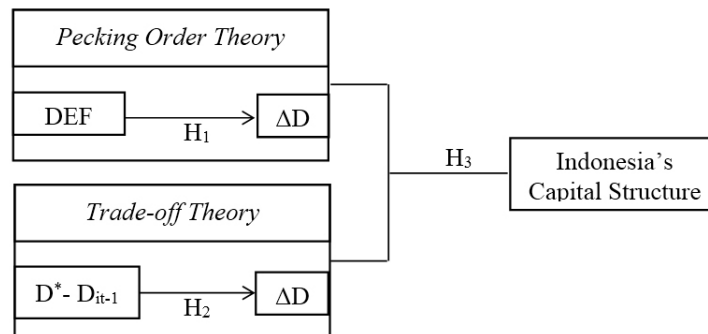 Pecking Order Theory
DEF
H₁
ΔD
H₃
Indonesia's
Capital Structure
Trade-off Theory
D*- Dᵢₜ₋₁
H₂
ΔD